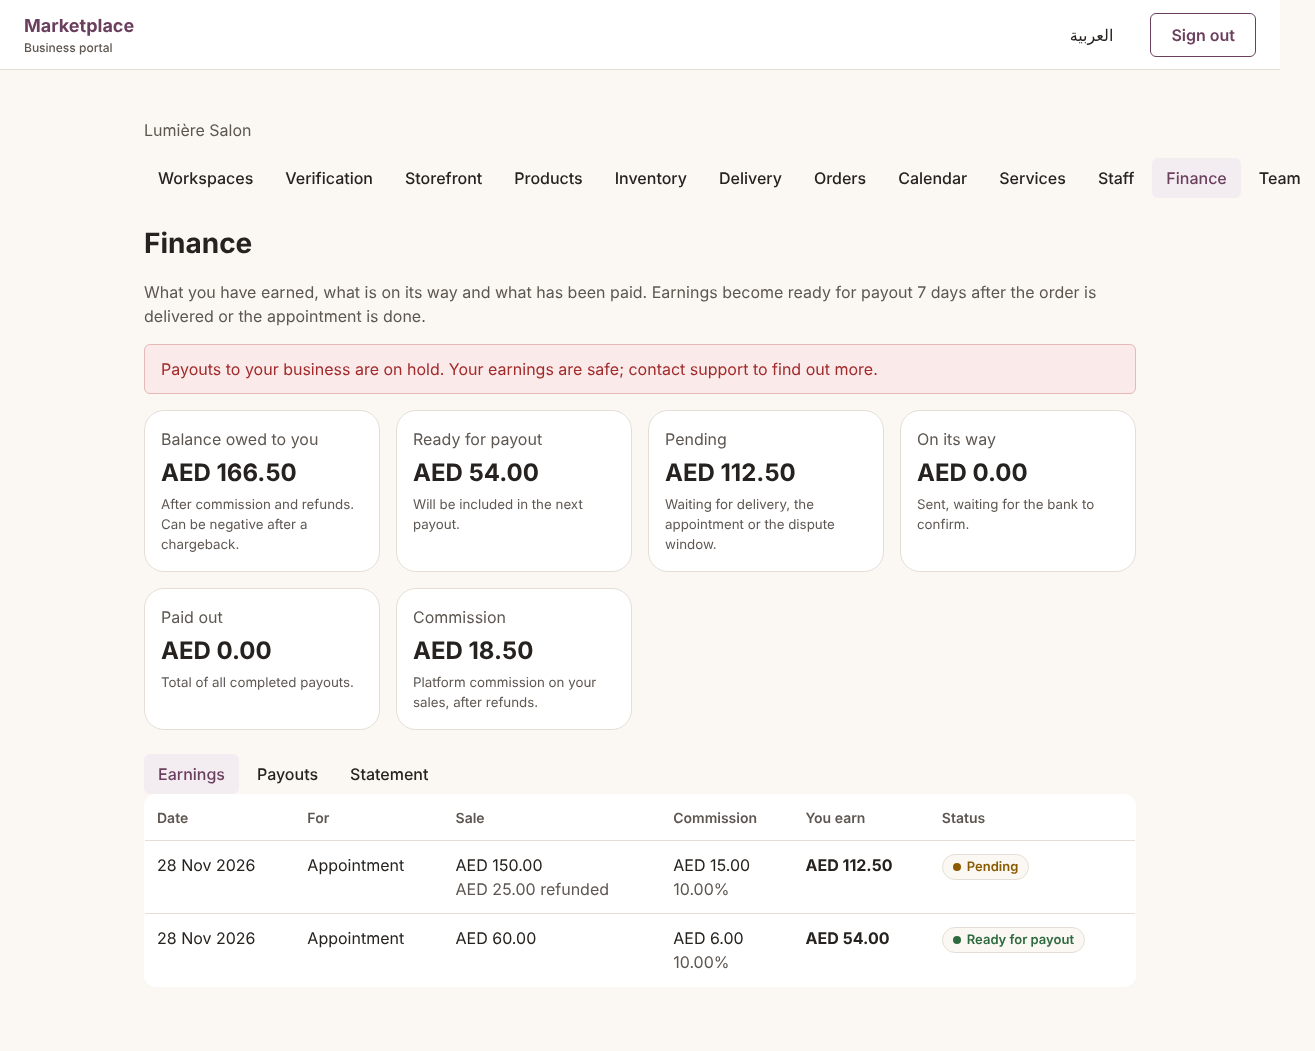 Marketplace
Business portal
العربية
Sign out
Lumière Salon
Workspaces Verification Storefront Products Inventory Delivery Orders Calendar Services Staff Finance Team
Finance
What you have earned, what is on its way and what has been paid. Earnings become ready for payout 7 days after the order is
delivered or the appointment is done.
Payouts to your business are on hold. Your earnings are safe; contact support to find out more.
Balance owed to you
AED 166.50
After commission and refunds.
Can be negative after a
chargeback.
Ready for payout
AED 54.00
Will be included in the next
payout.
Pending
AED 112.50
Waiting for delivery, the
appointment or the dispute
window.
On its way
AED 0.00
Sent, waiting for the bank to
confirm.
Paid out
AED 0.00
Total of all completed payouts.
Commission
AED 18.50
Platform commission on your
sales, after refunds.
Earnings Payouts Statement
Date For Sale Commission You earn Status
28 Nov 2026 Appointment AED 150.00 AED 15.00 AED 112.50 Pending
AED 25.00 refunded 10.00%
28 Nov 2026 Appointment AED 60.00 AED 6.00 AED 54.00 Ready for payout
10.00%